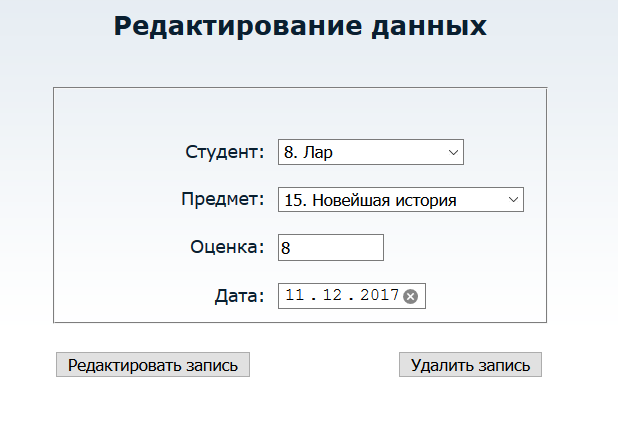 Редактирование данных
Студент: 8. Лар
Предмет: 15. Новейшая история
Оценка: 8
Дата: 11 . 12 . 2017
Редактировать запись Удалить запись